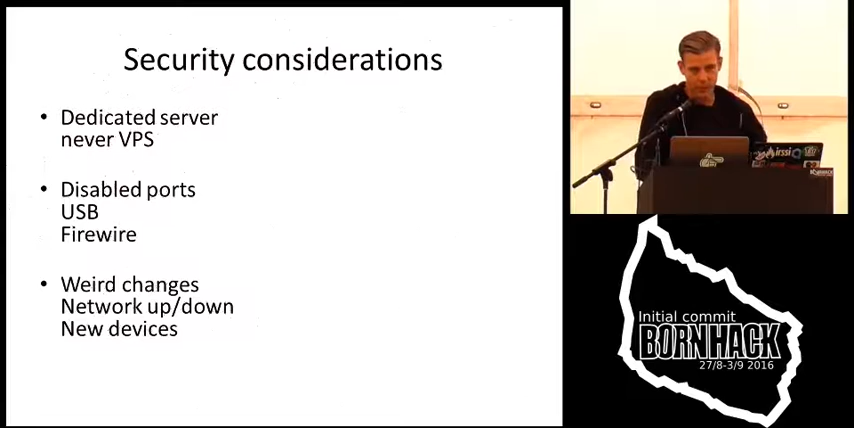 Security considerations
• Dedicated server
never VPS
• Disabled ports
USB
Firewire
• Weird changes
Network up/down
New devices
irssi
Initial commit
BORNHACK
27/8-3/9 2016